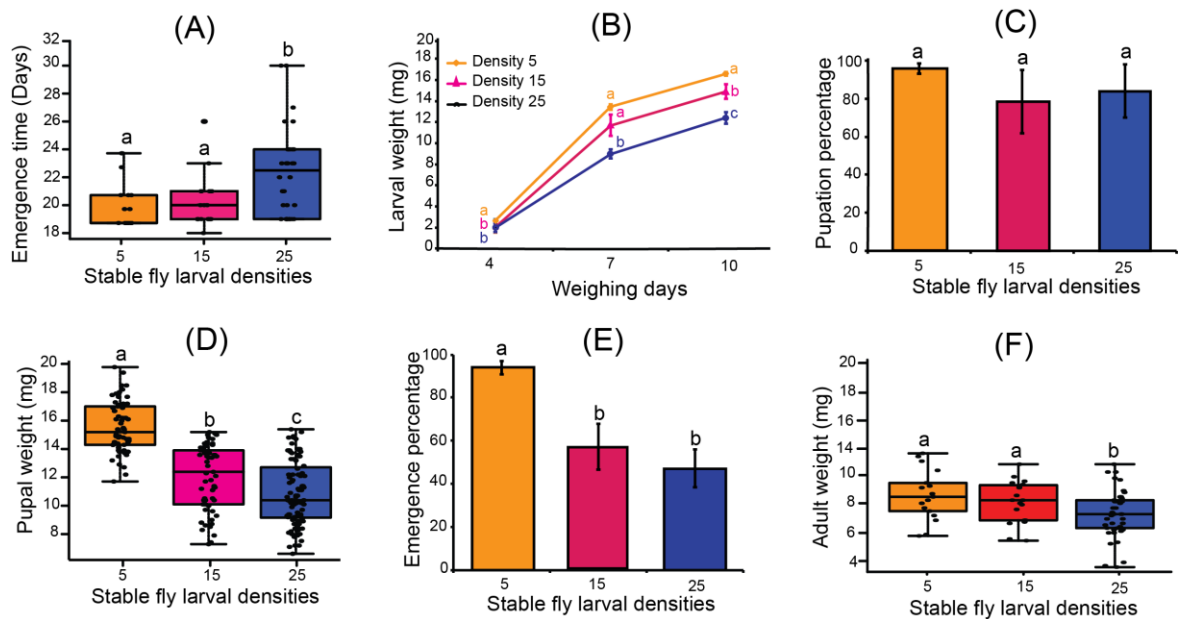 (A)
Emergence time (Days)
32
30
28
26
24
22
20
18
a
a
b
5
15
25
Stable fly larval densities
(B)
Larval weight (mg)
20
18
16
14
12
10
8
6
4
2
0
Density 5
Density 15
Density 25
a
b
b
a
a
b
a
b
c
4
7
10
Weighing days
(C)
Pupation percentage
100
80
60
40
20
0
a
a
a
5
15
25
Stable fly larval densities
(D)
Pupal weight (mg)
20
18
16
14
12
10
8
a
b
c
5
15
25
Stable fly larval densities
(E)
Emergence percentage
100
80
60
40
20
0
a
b
b
5
15
25
Stable fly larval densities
(F)
Adult weight (mg)
20
18
16
14
10
8
6
4
a
a
b
5
15
25
Stable fly larval densities